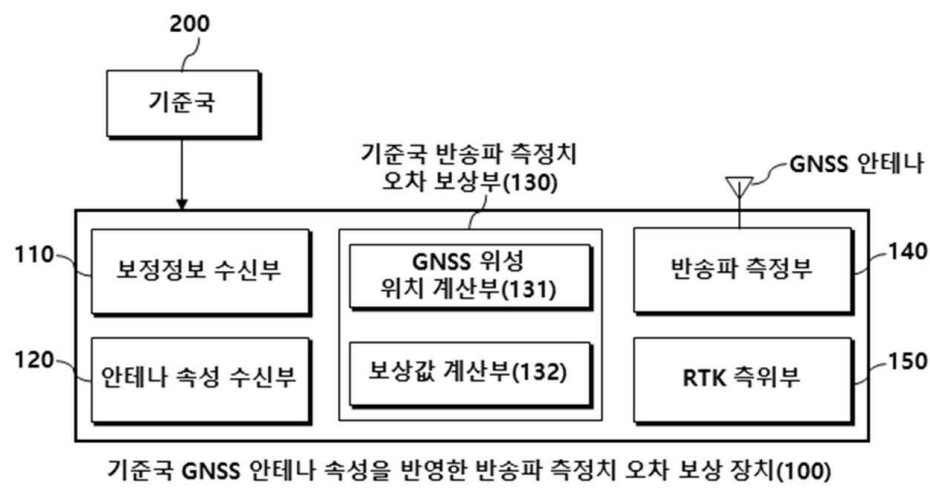 200
기준국
기준국 반송파 측정치
오차 보상부(130)
GNSS 안테나
110
보정정보 수신부
GNSS 위성
위치 계산부(131)
반송파 측정부
140
120
안테나 속성 수신부
보상값 계산부(132)
RTK 측위부
150
기준국 GNSS 안테나 속성을 반영한 반송파 측정치 오차 보상 장치(100)